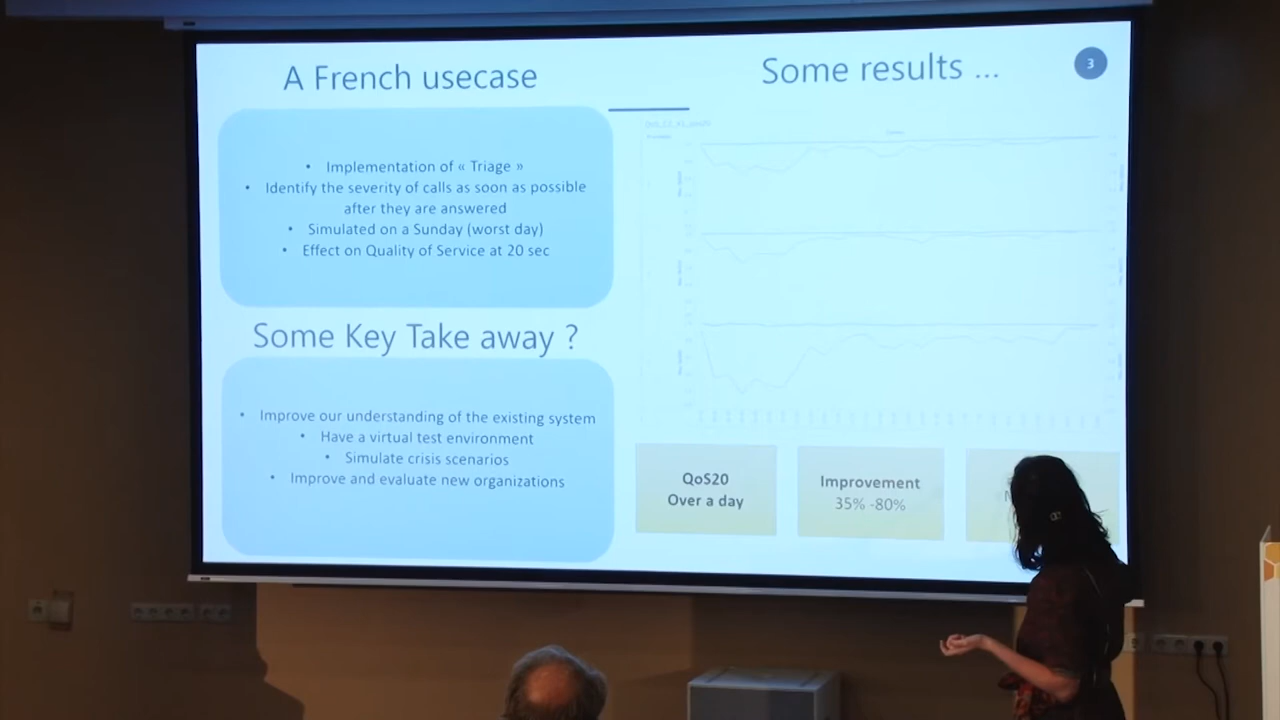 A French usecase
• Implementation of « Triage »
• Identify the severity of calls as soon as possible
after they are answered
• Simulated on a Sunday (worst day)
• Effect on Quality of Service at 20 sec
Some Key Take away ?
• Improve our understanding of the existing system
• Have a virtual test environment
• Simulate crisis scenarios
• Improve and evaluate new organizations
Some results ...
3
QoS20
Over a day
Improvement
35% -80%